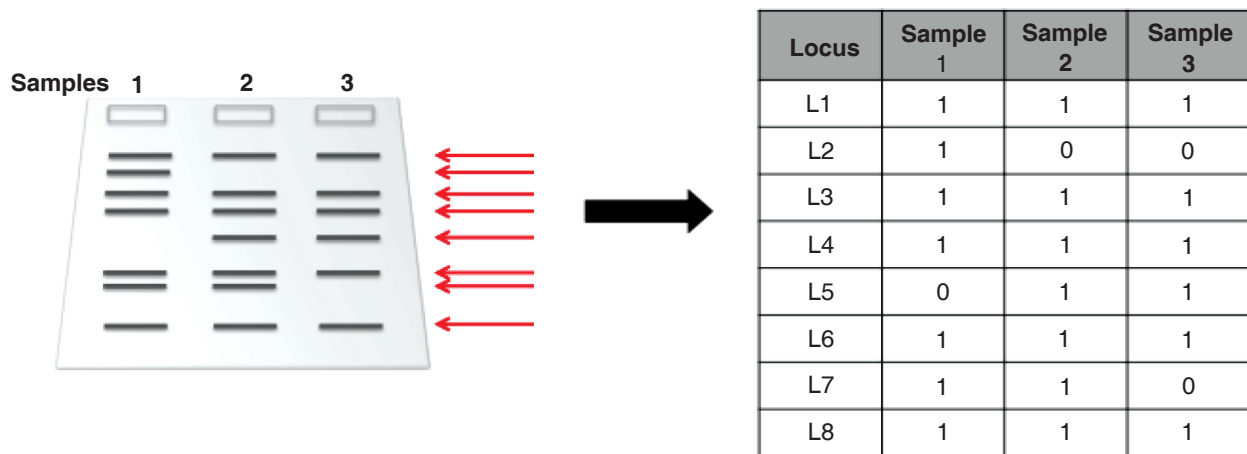 Samples 1 2 3
Locus Sample 1 Sample 2 Sample 3
L1 1 1 1
L2 1 0 0
L3 1 1 1
L4 1 1 1
L5 0 1 1
L6 1 1 1
L7 1 1 0
L8 1 1 1